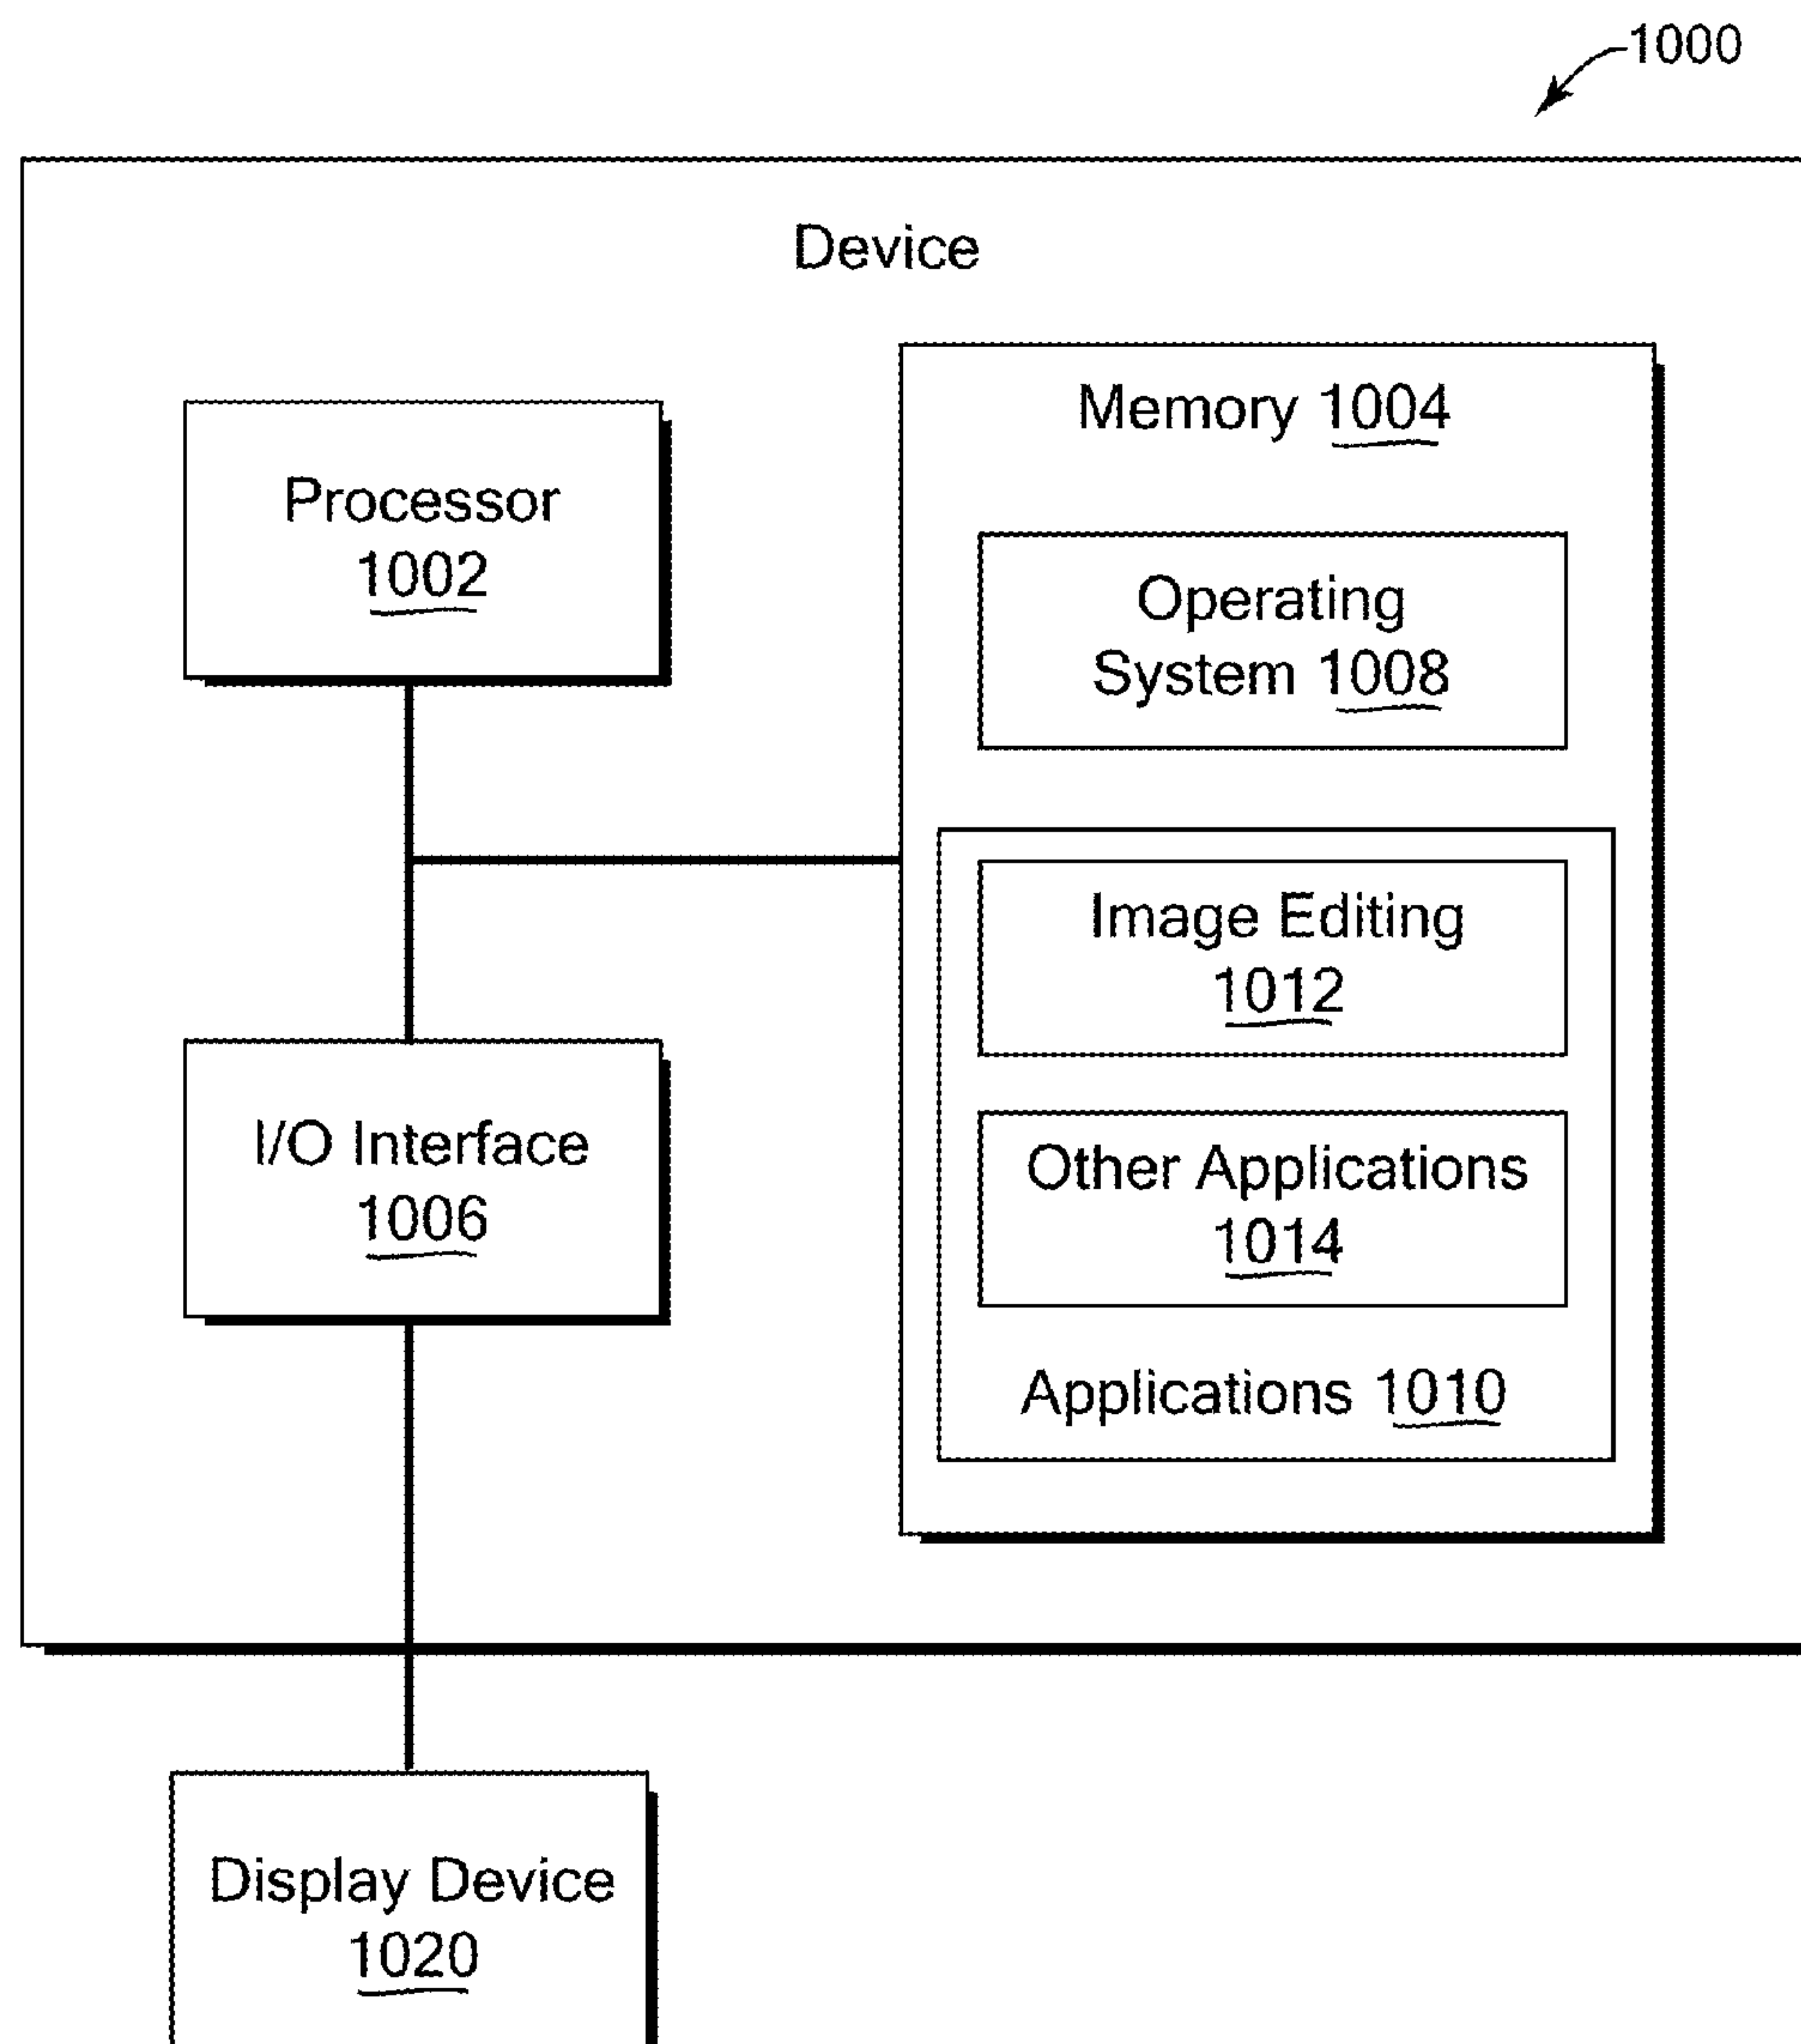 1000
Device
Processor
1002
Memory 1004
Operating
System 1008
Image Editing
1012
Other Applications
1014
Applications 1010
I/O Interface
1006
Display Device
1020